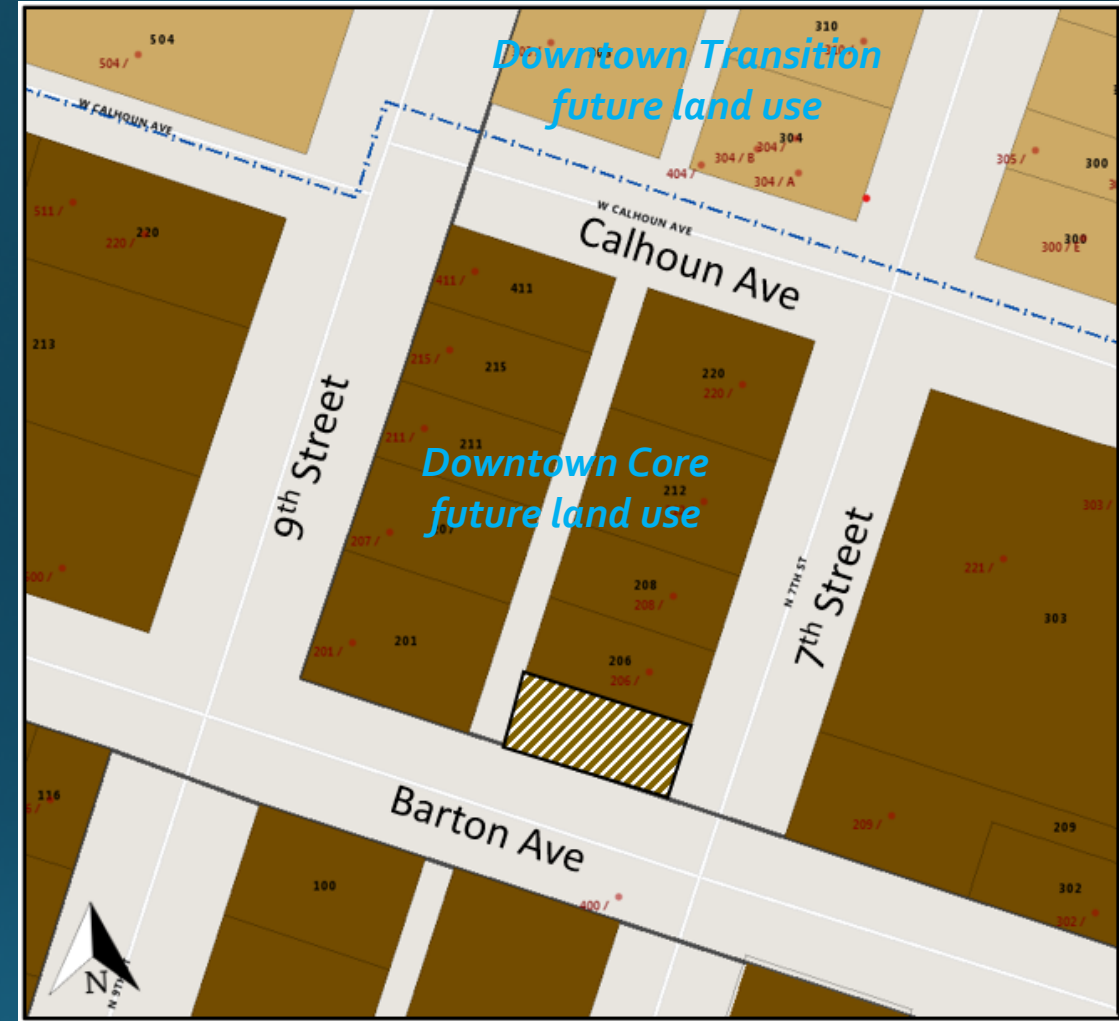 504
504 /
310
Downtown Transition
future land use
W CALHOUN AVE
304
304 /
304 / B
404 /
304 / A
305 /
300
511 /
220
220 /
W CALHOUN AVE
Calhoun Ave
300
300 / E
411 /
411
213
215 /
215
220
220 /
9th Street
211 /
211
Downtown Core
future land use
212
303 /
207 /
7th Street
N 7TH ST
221 /
208
208 /
303
201 /
201
206
206 /
116
Barton Ave
209 /
209
100
400 /
302
302 /
N